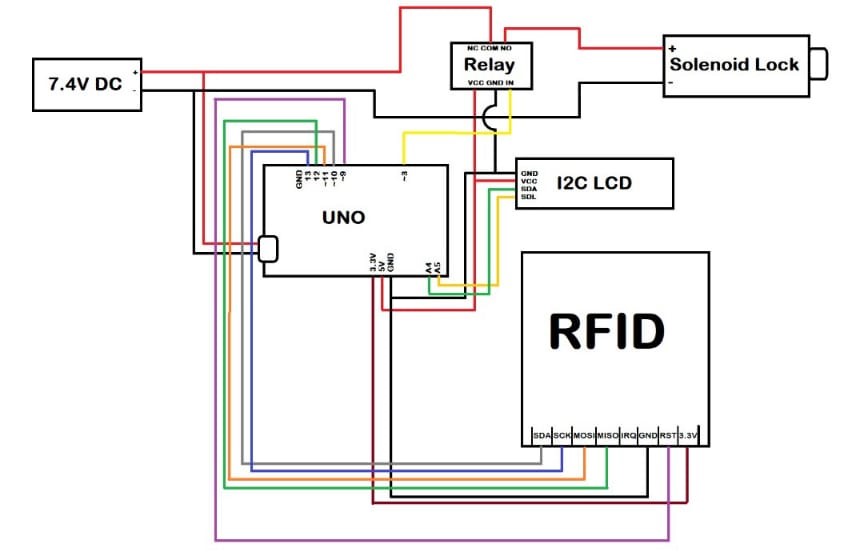 7.4V DC
+
-
NC COM NO
Relay
VCC GND IN
+
Solenoid Lock
-
GND
13
12
~11
~10
~9
~3
UNO
3.3V
5V
GND
A4
A5
GND
VCC
SDA
SDL
I2C LCD
RFID
SDA SCK MOSI MISO IRQ GND RST 3.3V